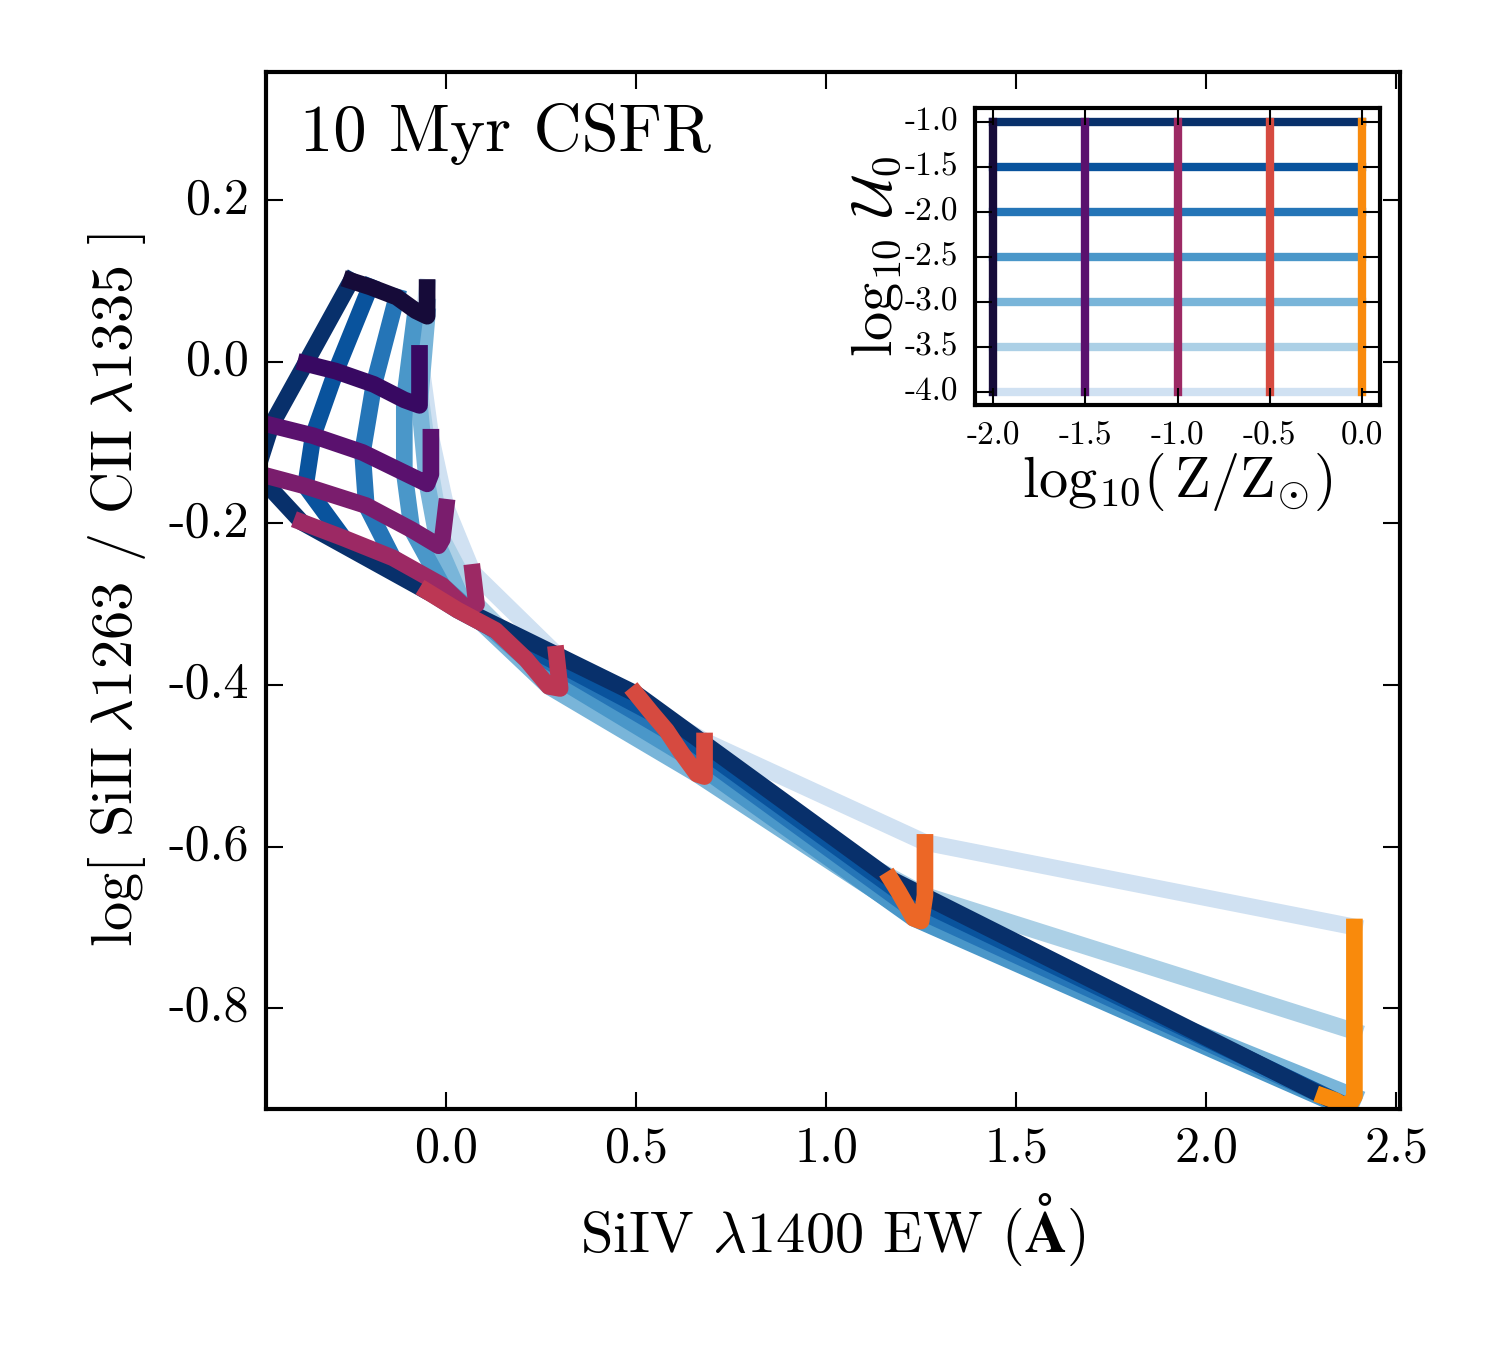 10 Myr CSFR
log[ SiII λ1263 / CII λ1335 ]
0.2
0.0
-0.2
-0.4
-0.6
-0.8
0.0 0.5 1.0 1.5 2.0 2.5
SiIV λ1400 EW (Å)
log₁₀ 𝒰₀
-1.0
-1.5
-2.0
-2.5
-3.0
-3.5
-4.0
-2.0 -1.5 -1.0 -0.5 0.0
log₁₀( Z/Z☉)